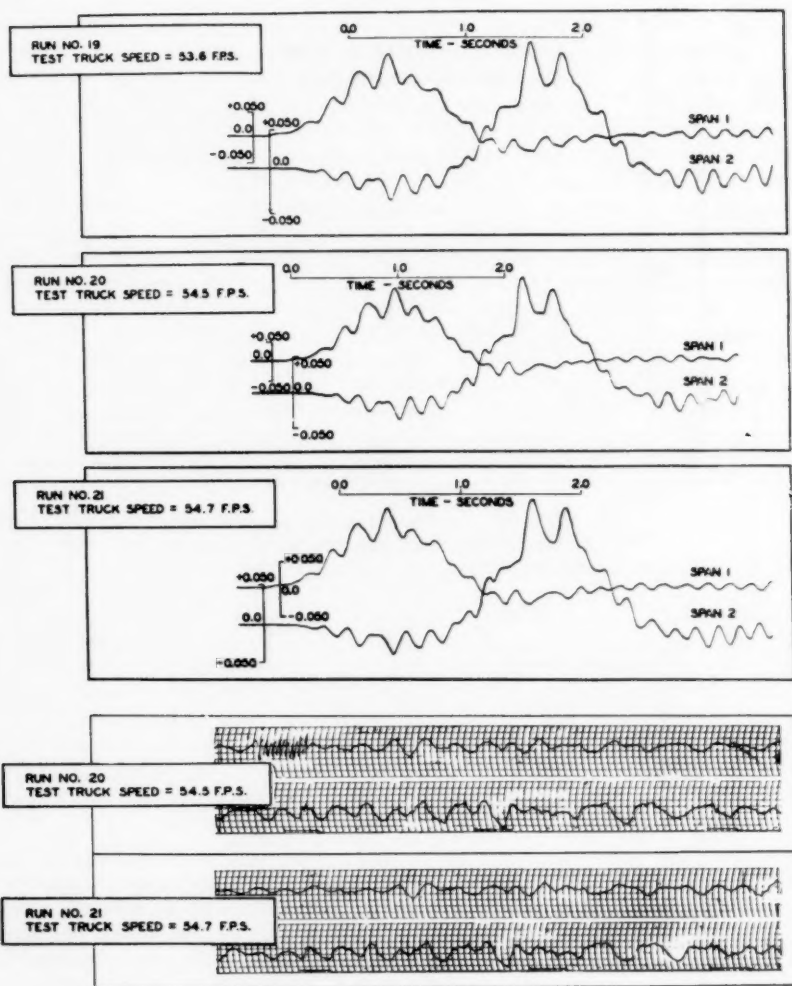 RUN NO. 19
TEST TRUCK SPEED = 53.6 F.P.S.
0.0 1.0 2.0
TIME - SECONDS
+0.050
+0.050
0.0
-0.050
0.0
-0.050
SPAN 1
SPAN 2
RUN NO. 20
TEST TRUCK SPEED = 54.5 F.P.S.
0.0 1.0 2.0
TIME - SECONDS
+0.050
0.0
+0.050
-0.050 0.0
-0.050
SPAN 1
SPAN 2
RUN NO. 21
TEST TRUCK SPEED = 54.7 F.P.S.
0.0 1.0 2.0
TIME - SECONDS
+0.050
+0.050
0.0
0.0
-0.050
-0.050
SPAN 1
SPAN 2
RUN NO. 20
TEST TRUCK SPEED = 54.5 F.P.S.
RUN NO. 21
TEST TRUCK SPEED = 54.7 F.P.S.